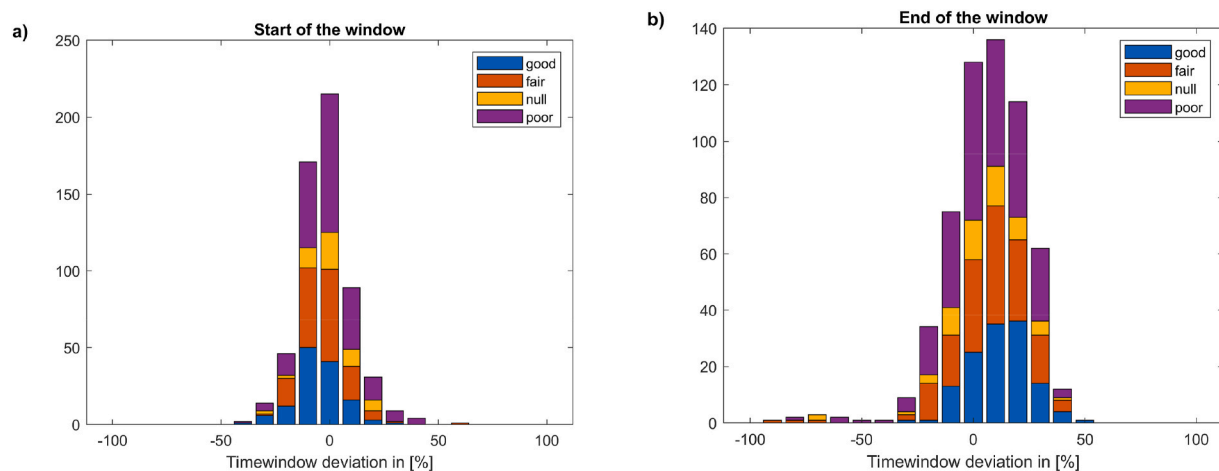 a)
Start of the window
250
200
150
100
50
0
-100 -50 0 50 100
Timewindow deviation in [%]
good
fair
null
poor
b)
End of the window
140
120
100
80
60
40
20
0
-100 -50 0 50 100
Timewindow deviation in [%]
good
fair
null
poor